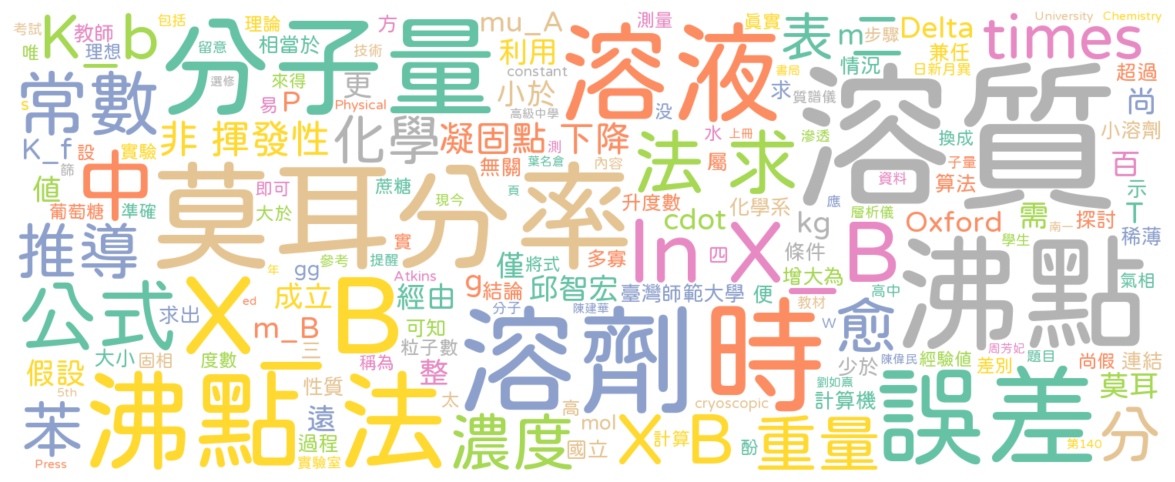 考試 包括 理論 方 測量 真實 University Chemistry
唯 K_b 教師 理想 分子量 留意 相當於 技術 mu_A 溶液 表_二 m 步驟 Delta times
利用 兼任 日新月異
選修 來得 更 constant 情況 書局 超過
s 常數 易 P Physical 高級中學 小於 求 質譜儀 尚 溶質
K_f 設 實驗 非 揮發性 化學 凝固點 下降 没 水 上冊 滲透 屬 換成 小溶劑
篩 測 葉名倉 內容 法 求 百 子量
值 中 即可 蔗糖 莫耳分率 無關 頁 資料 算法 示
葡萄糖 準確 大於 現今 升度數 應 層析儀 需 T
推導 實 參考 cdot 化學系 kg Oxford 南一 探討 稀薄
提醒 多寡 ln X_B 四 條件 學生 沸點 氣相
年 gg Atkins g 結論 僅 將式 增大為 高中
公式 X_B ed 成立 經由 邱智宏 臺灣師範大學 便 教材
求出 m_B 可知 分子 陳建華 時 w 愈
三 粒子數 溶劑 少於 陳偉民 周芳妃 題目
大小 固相 度數 稱為 經驗值 差別 尚假 連結
假設 5th 沸點法 性質 整 太 劉如熹 計算機 誤差 莫耳
苯 遠 高 cryoscopic
過程 濃度 mol X_B 計算 重量 第140 分
Press 實驗室 國立 酚